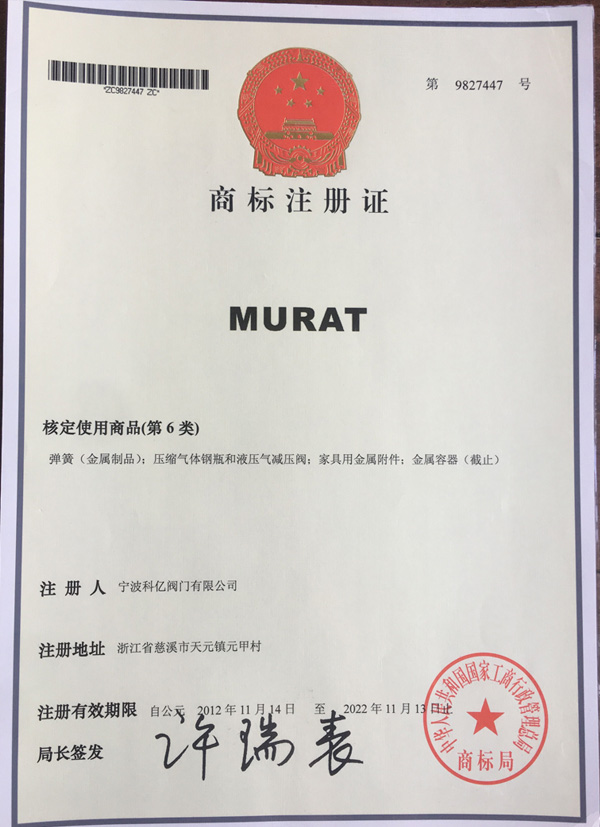 *ZC9827447 ZC*
第 9827447 号
商标注册证
MURAT
核定使用商品(第 6 类)
弹簧（金属制品）；压缩气体钢瓶和液压气减压阀；家具用金属附件；金属容器（截止）
注册人 宁波科亿阀门有限公司
注册地址 浙江省慈溪市天元镇元甲村
注册有效期限 自公元 2012 年 11 月 14 日 至 2022 年 11 月 13 日止
局长签发 许瑞表
中华人民共和国国家工商行政管理总局
商标局